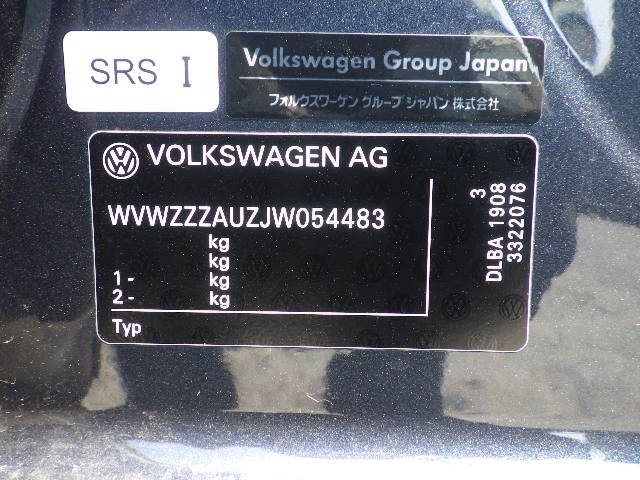 SRS I
Volkswagen Group Japan
フォルクスワーゲン グループ ジャパン 株式会社
VOLKSWAGEN AG
WVWZZZAUZJW054483
kg
kg
1 - kg
2 - kg
Typ
3
DLBA 1908
3322076